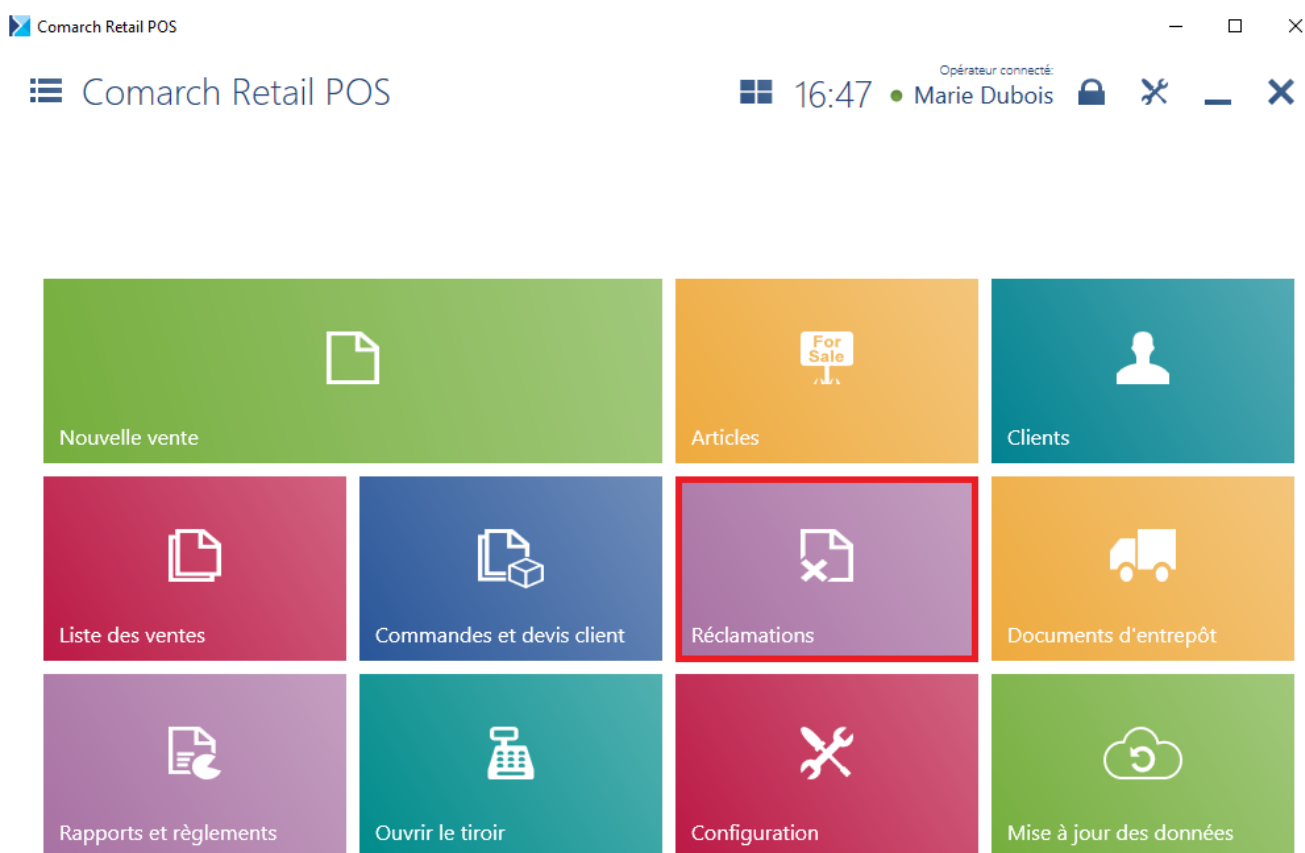 Comarch Retail POS
Comarch Retail POS
16:47
Opérateur connecté:
Marie Dubois
Nouvelle vente
For
Sale
Articles
Clients
Liste des ventes
Commandes et devis client
Réclamations
Documents d'entrepôt
Rapports et règlements
Ouvrir le tiroir
Configuration
Mise à jour des données